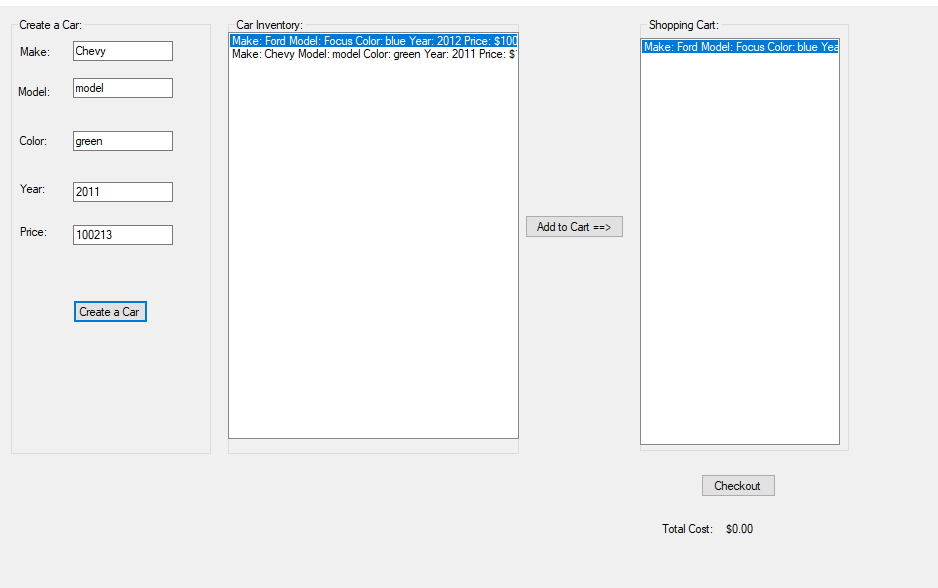 Create a Car:
Make: Chevy
Model: model
Color: green
Year: 2011
Price: 100213
Create a Car
Car Inventory:
Make: Ford Model: Focus Color: blue Year: 2012 Price: $100
Make: Chevy Model: model Color: green Year: 2011 Price: $
Add to Cart ==>
Shopping Cart:
Make: Ford Model: Focus Color: blue Yea
Checkout
Total Cost: $0.00